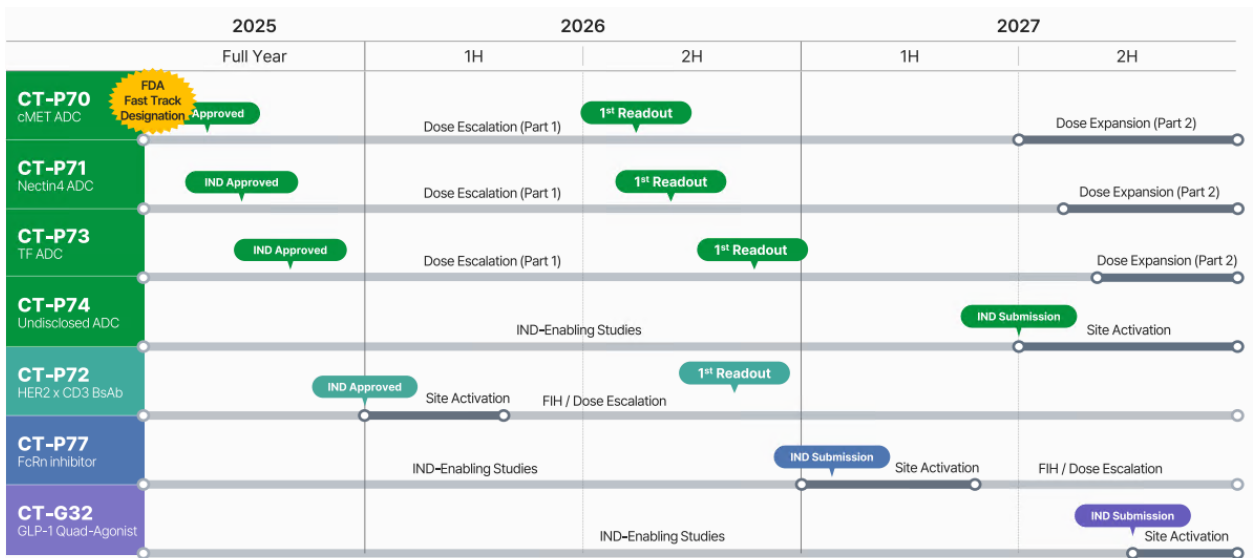 2025
2026
2027
Full Year
1H
2H
1H
2H
CT-P70
cMET ADC
FDA
Fast Track
Designation
Approved
Dose Escalation (Part 1)
1st Readout
Dose Expansion (Part 2)
CT-P71
Nectin4 ADC
IND Approved
Dose Escalation (Part 1)
1st Readout
Dose Expansion (Part 2)
CT-P73
TF ADC
IND Approved
Dose Escalation (Part 1)
1st Readout
Dose Expansion (Part 2)
CT-P74
Undisclosed ADC
IND-Enabling Studies
IND Submission
Site Activation
CT-P72
HER2 x CD3 BsAb
IND Approved
Site Activation
FIH / Dose Escalation
1st Readout
CT-P77
FcRn inhibitor
IND-Enabling Studies
IND Submission
Site Activation
FIH / Dose Escalation
CT-G32
GLP-1 Quad-Agonist
IND-Enabling Studies
IND Submission
Site Activation